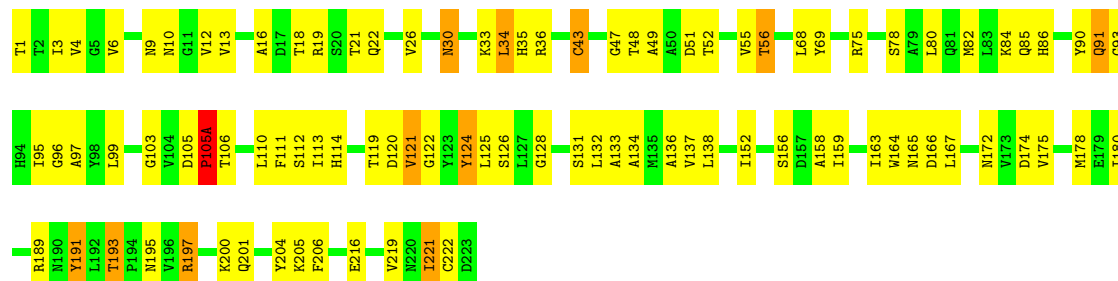 T1 T2 I3 V4 G5 V6 N9 N10 G11 V12 V13 A16 D17 T18 R19 S20 T21 Q22 V26 N30 K33 L34 H35 R36 C43 G47 T48 A49 A50 D51 T52 V55 T56 L68 Y69 R75 S78 A79 L80 Q81 M82 L83 K84 Q85 H86 Y90 Q91 G93
H94 I95 G96 A97 Y98 L99 G103 V104 D105 P105A T106 L110 F111 S112 I113 H114 T119 D120 V121 G122 Y123 Y124 L125 S126 L127 G128 S131 L132 A133 A134 M135 A136 V137 L138 I152 S156 D157 A158 I159 I163 W164 N165 D166 L167 N172 V173 D174 V175 M178 E179 I180
R189 N190 Y191 L192 T193 P194 N195 V196 R197 K200 Q201 Y204 K205 F206 E216 V219 N220 I221 C222 D223